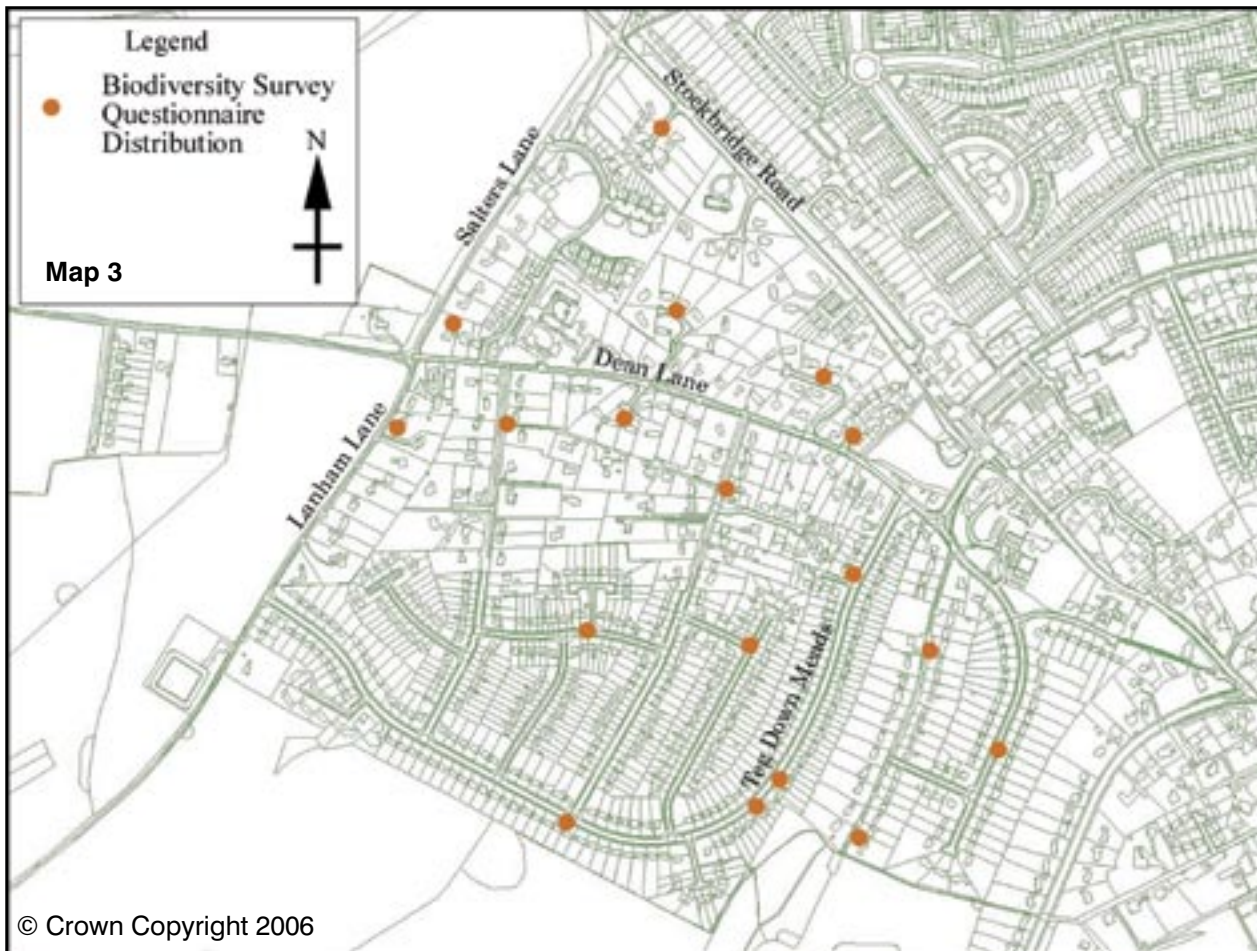 Legend
Biodiversity Survey
Questionnaire
Distribution
N
Map 3
Stockbridge Road
Salters Lane
Dean Lane
Lanham Lane
Teg Down Meads
© Crown Copyright 2006